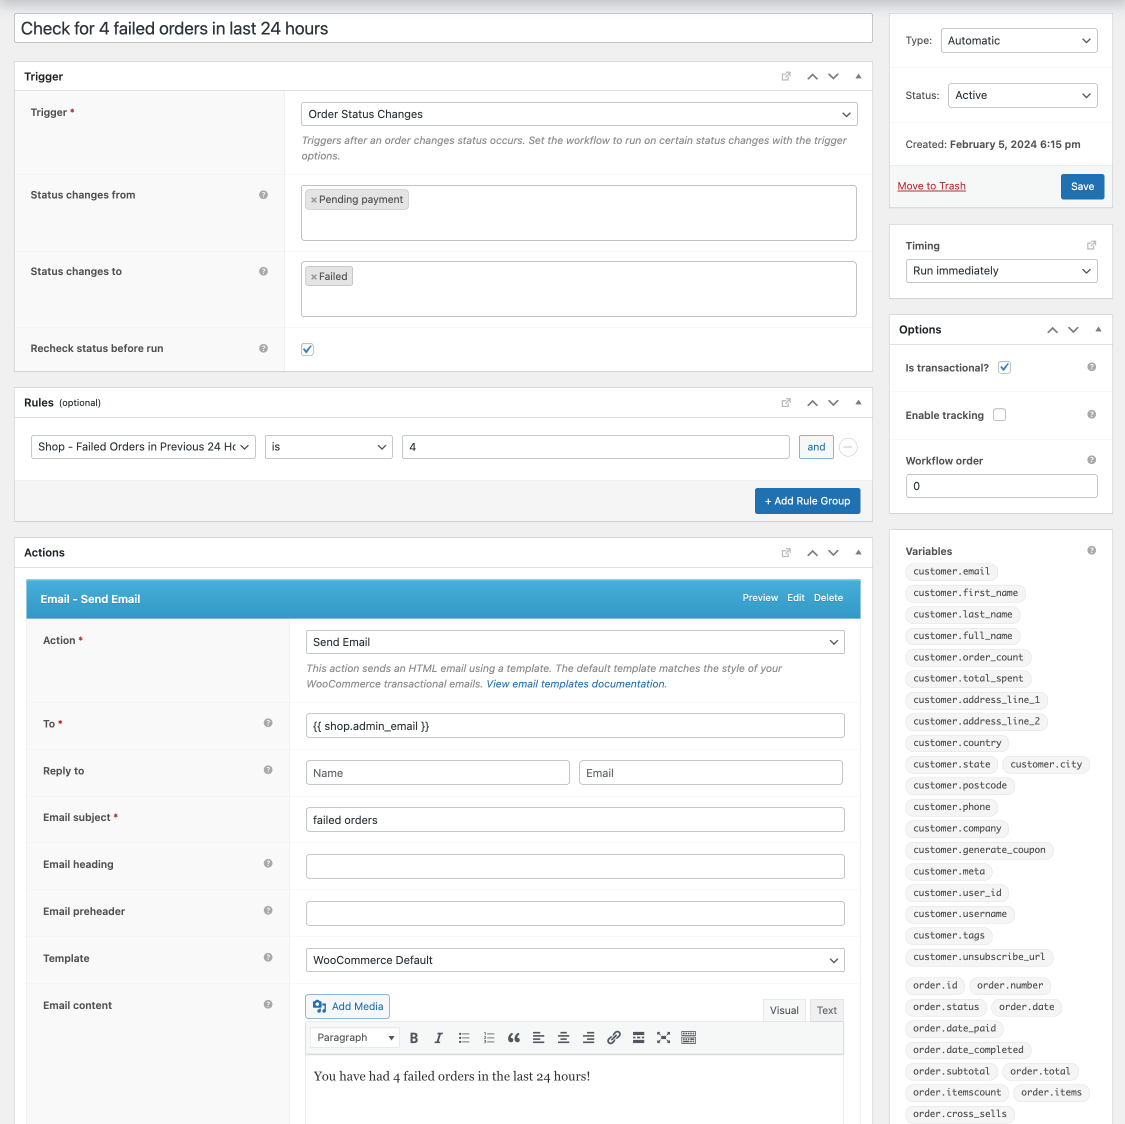 Check for 4 failed orders in last 24 hours
Trigger
Trigger *
Order Status Changes
Triggers after an order changes status occurs. Set the workflow to run on certain status changes with the trigger
options.
Status changes from
× Pending payment
Status changes to
× Failed
Recheck status before run
Rules (optional)
Shop - Failed Orders in Previous 24 Ho
is
4
and
+ Add Rule Group
Actions
Email - Send Email
Preview Edit Delete
Action *
Send Email
This action sends an HTML email using a template. The default template matches the style of your
WooCommerce transactional emails. View email templates documentation.
To *
{{ shop.admin_email }}
Reply to
Name
Email
Email subject *
failed orders
Email heading
Email preheader
Template
WooCommerce Default
Email content
Add Media
Visual
Text
Paragraph
You have had 4 failed orders in the last 24 hours!
Type: Automatic
Status: Active
Created: February 5, 2024 6:15 pm
Move to Trash
Save
Timing
Run immediately
Options
Is transactional?
Enable tracking
Workflow order
0
Variables
customer.email
customer.first_name
customer.last_name
customer.full_name
customer.order_count
customer.total_spent
customer.address_line_1
customer.address_line_2
customer.country
customer.state customer.city
customer.postcode
customer.phone
customer.company
customer.generate_coupon
customer.meta
customer.user_id
customer.username
customer.tags
customer.unsubscribe_url
order.id order.number
order.status order.date
order.date_paid
order.date_completed
order.subtotal order.total
order.itemscount order.items
order.cross_sells